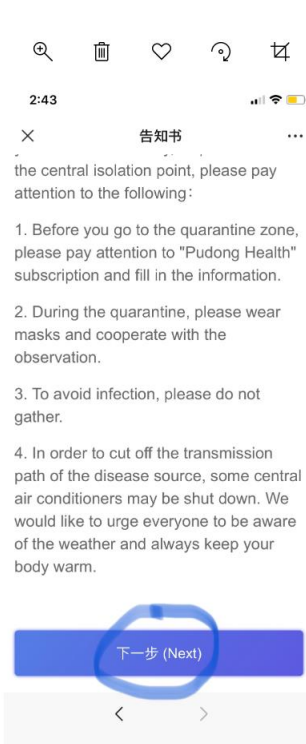 2:43
告知书
the central isolation point, please pay
attention to the following:
1. Before you go to the quarantine zone,
please pay attention to "Pudong Health"
subscription and fill in the information.
2. During the quarantine, please wear
masks and cooperate with the
observation.
3. To avoid infection, please do not
gather.
4. In order to cut off the transmission
path of the disease source, some central
air conditioners may be shut down. We
would like to urge everyone to be aware
of the weather and always keep your
body warm.
下一步 (Next)